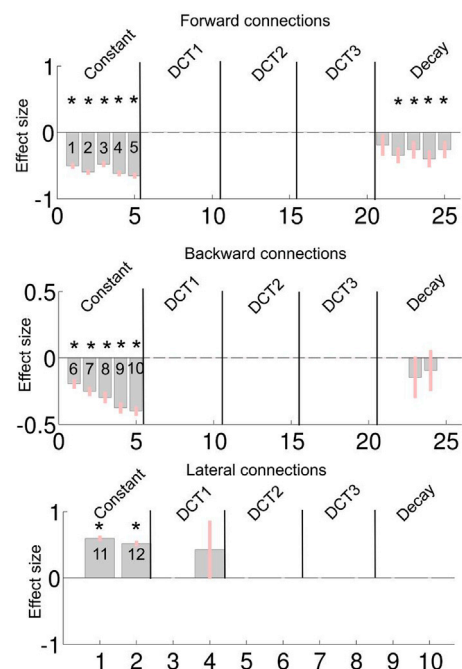 Forward connections
Constant DCT1 DCT2 DCT3 Decay
1
* * * * * * * * *
Effect size
0
1 2 3 4 5
-1
0 5 10 15 20 25
Backward connections
Constant DCT1 DCT2 DCT3 Decay
0.5
* * * * *
Effect size
0
6 7 8 9 10
-0.5
0 5 10 15 20 25
Lateral connections
Constant DCT1 DCT2 DCT3 Decay
1
* *
Effect size
11 12
0
-1
1 2 3 4 5 6 7 8 9 10